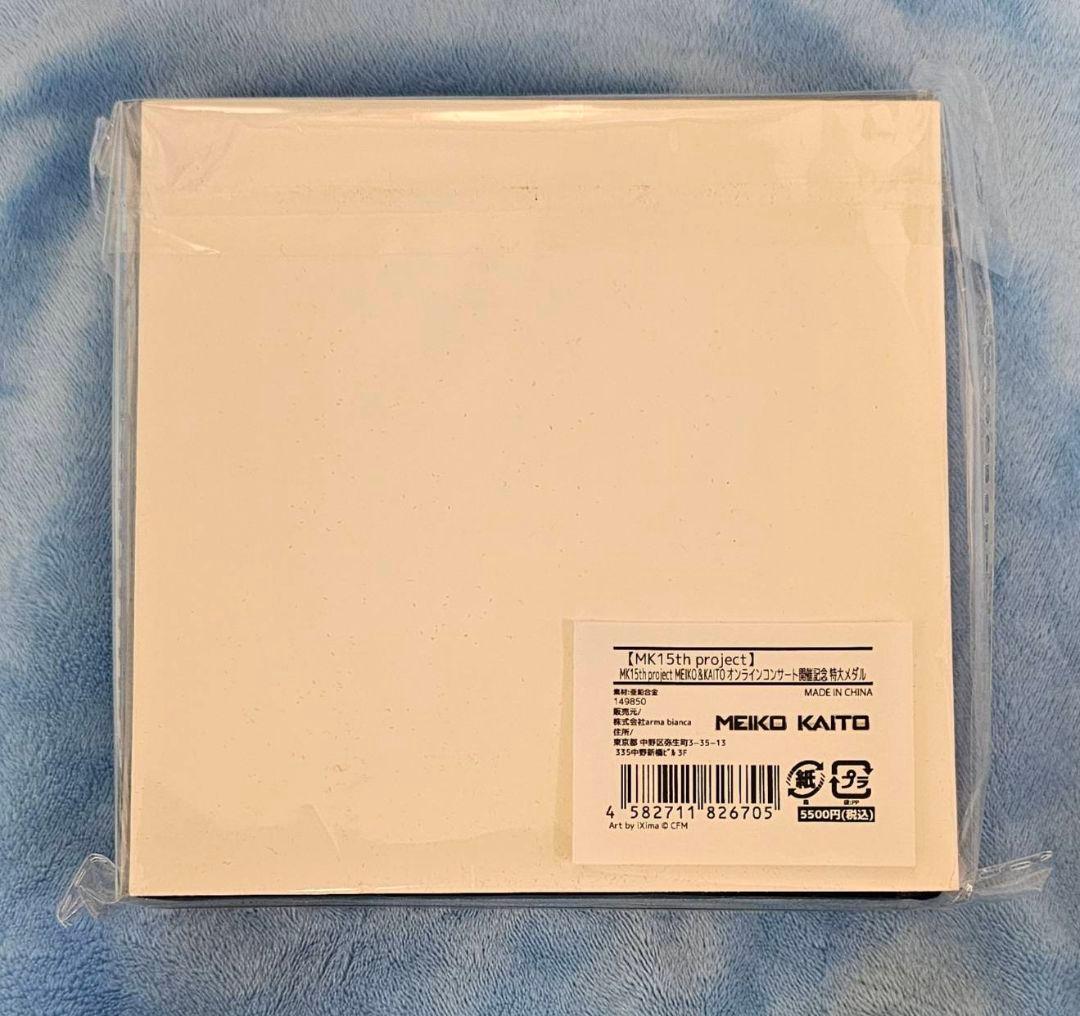 【MK15th project】
MK15th project MEIKO&KAITO オンラインコンサート開催記念 特大メダル
素材:亜鉛合金
MADE IN CHINA
149850
販売元/
株式会社arma bianca
MEIKO KAITO
住所/
東京都 中野区弥生町3-35-13
335中野新橋ビル3F
紙
プラ
箱
袋:PP
4 582711 826705
5500円(税込)
Art by iXima © CFM